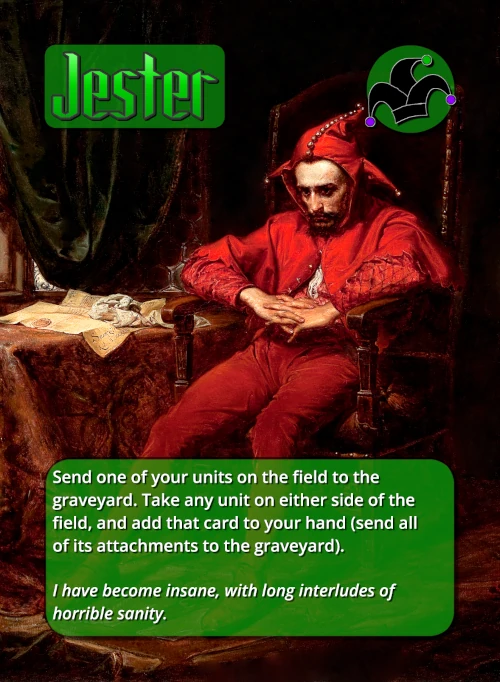 Jester
Send one of your units on the field to the
graveyard. Take any unit on either side of the
field, and add that card to your hand (send all
of its attachments to the graveyard).
I have become insane, with long interludes of
horrible sanity.